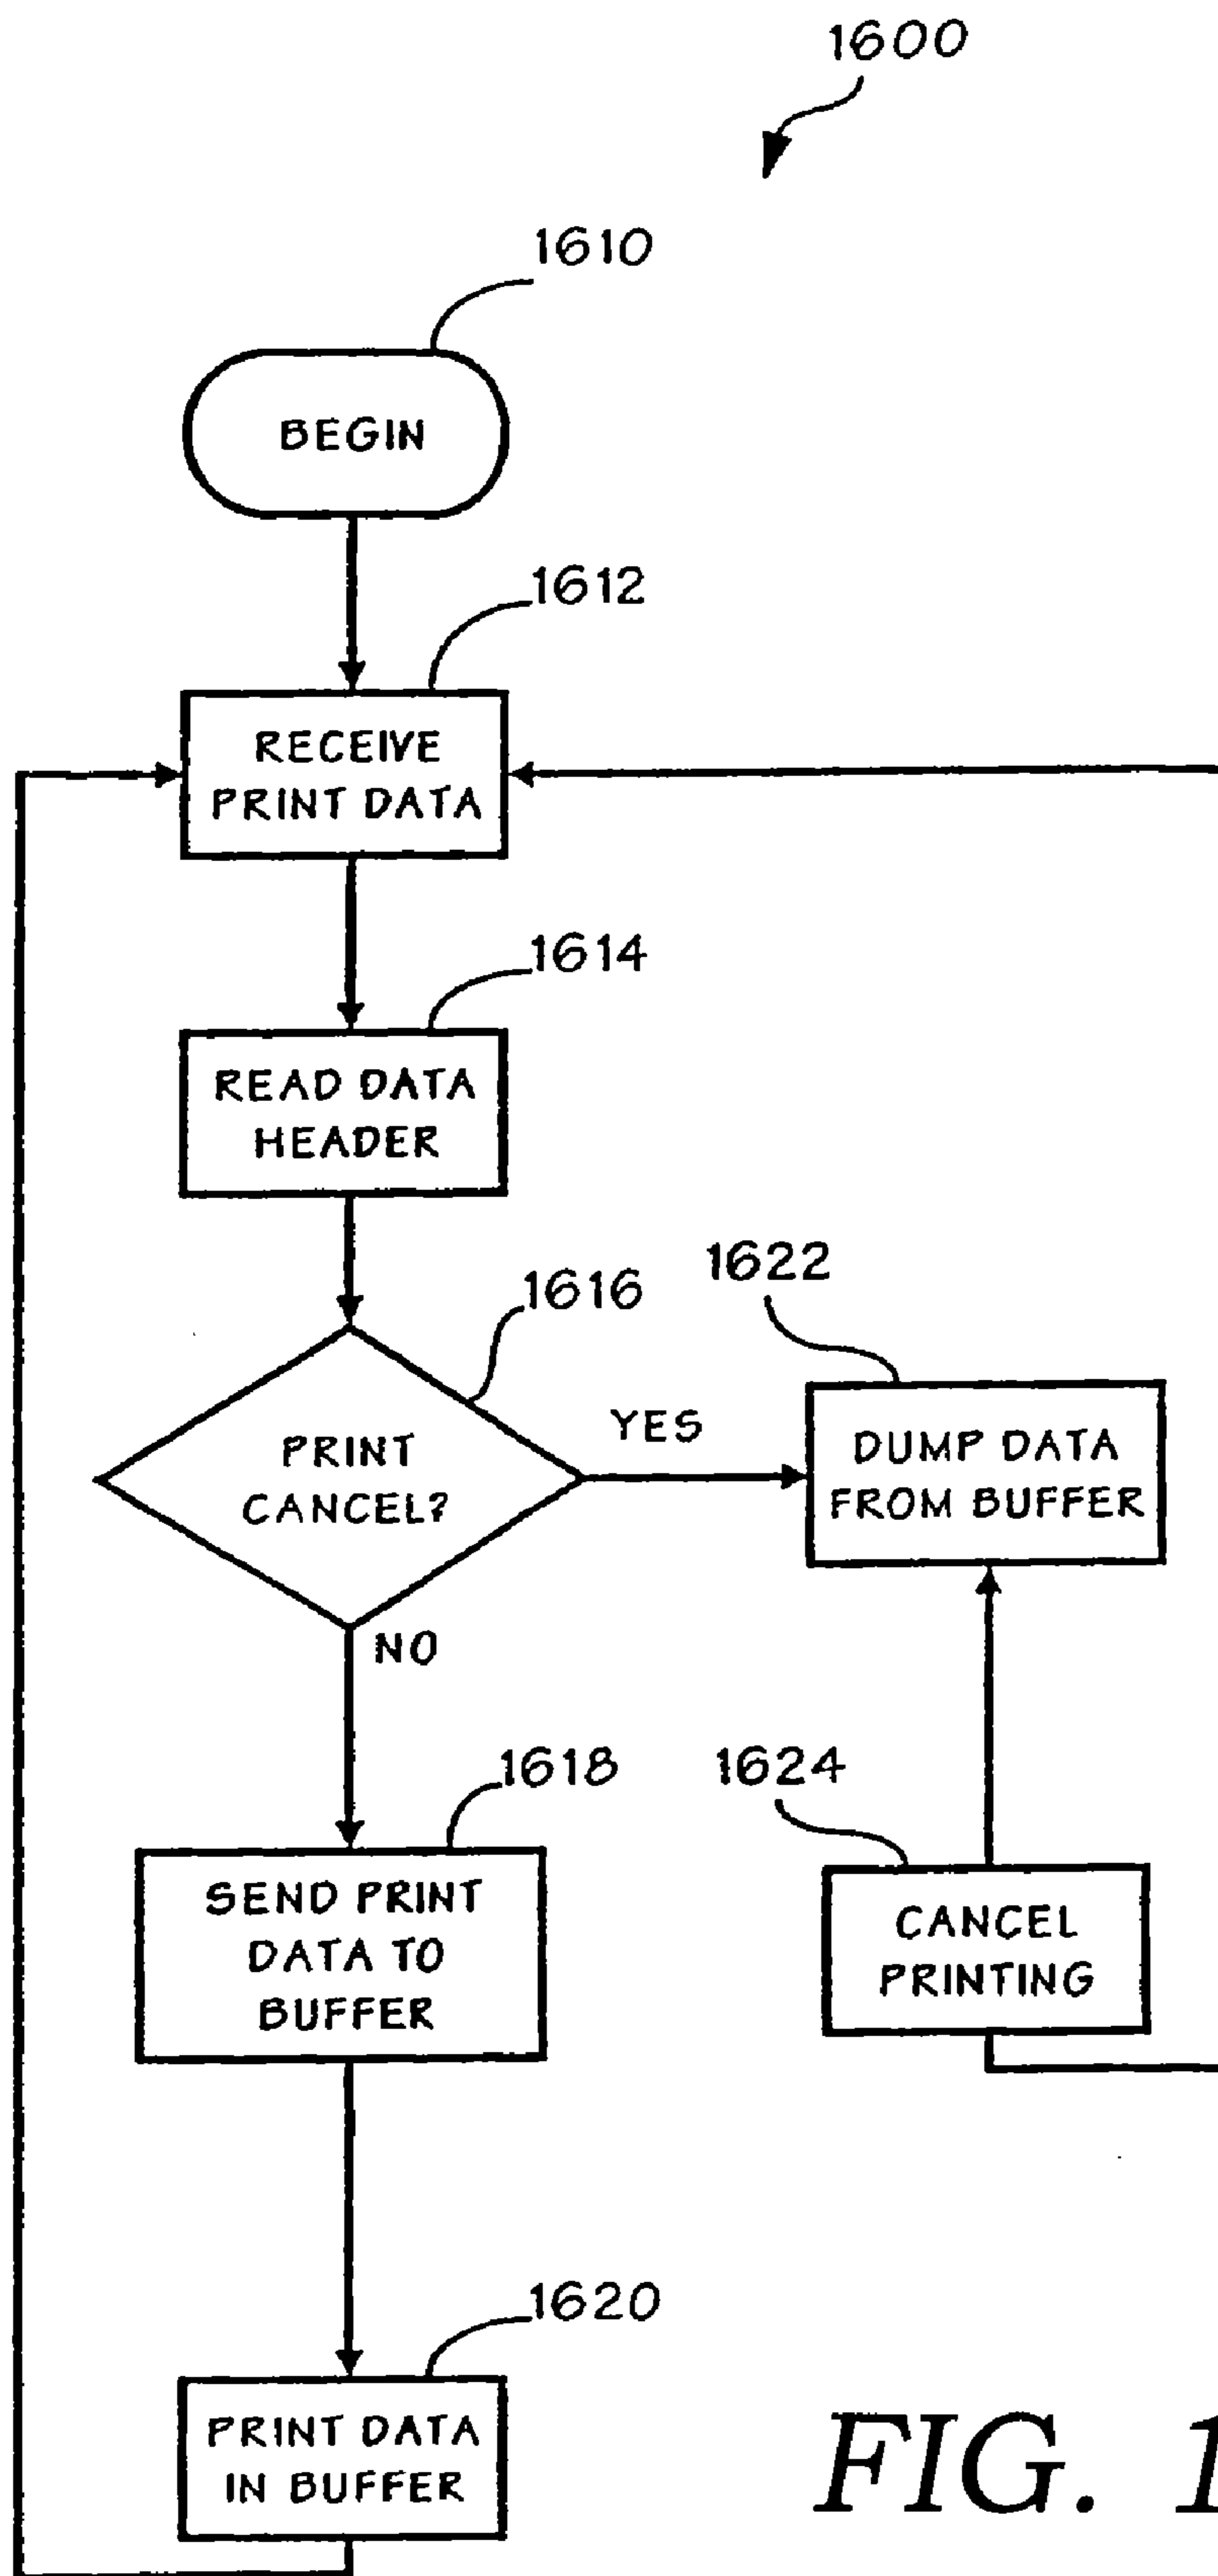 1600
1610
BEGIN
1612
RECEIVE
PRINT DATA
1614
READ DATA
HEADER
1616
PRINT
CANCEL?
YES
NO
1622
DUMP DATA
FROM BUFFER
1618
SEND PRINT
DATA TO
BUFFER
1624
CANCEL
PRINTING
1620
PRINT DATA
IN BUFFER
FIG. 1